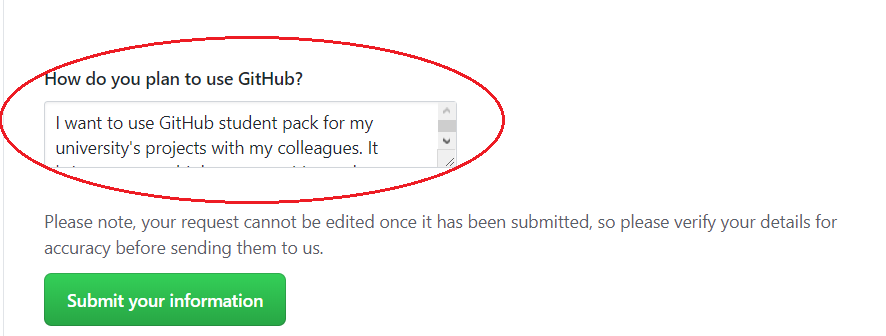 How do you plan to use GitHub?
I want to use GitHub student pack for my
university's projects with my colleagues. It
Please note, your request cannot be edited once it has been submitted, so please verify your details for
accuracy before sending them to us.
Submit your information